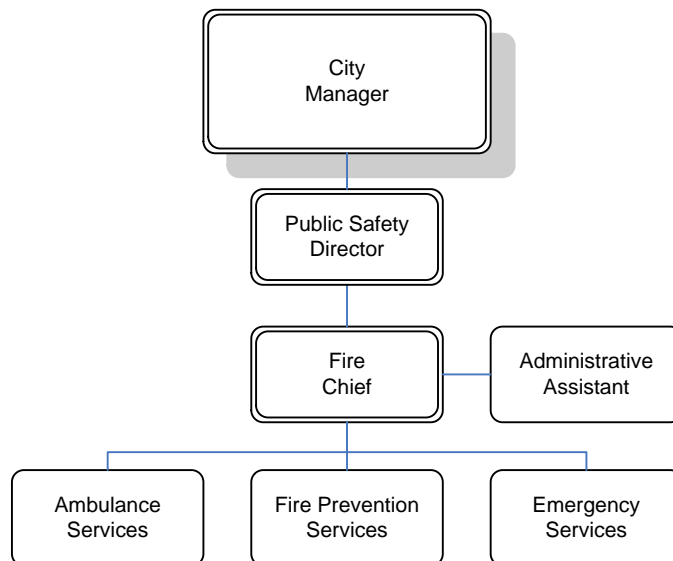 City
Manager
Public Safety
Director
Fire
Chief
Administrative
Assistant
Ambulance
Services
Fire Prevention
Services
Emergency
Services